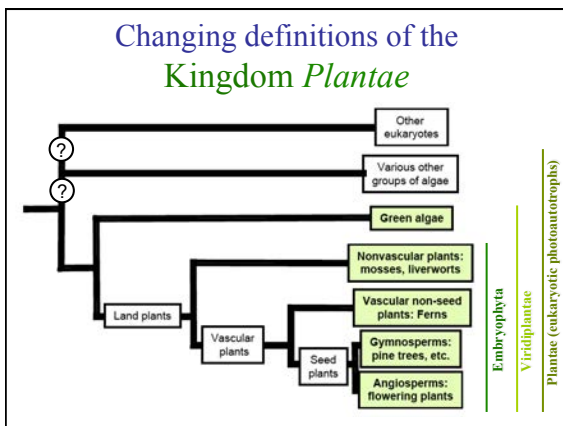 Changing definitions of the
Kingdom Plantae
Other
eukaryotes
?
Various other
groups of algae
?
Green algae
Nonvascular plants:
mosses, liverworts
Land plants
Vascular non-seed
plants: Ferns
Vascular
plants
Gymnosperms:
pine trees, etc.
Seed
plants
Angiosperms:
flowering plants
Embryophyta
Viridiplantae
Plantae (eukaryotic photoautotrophs)